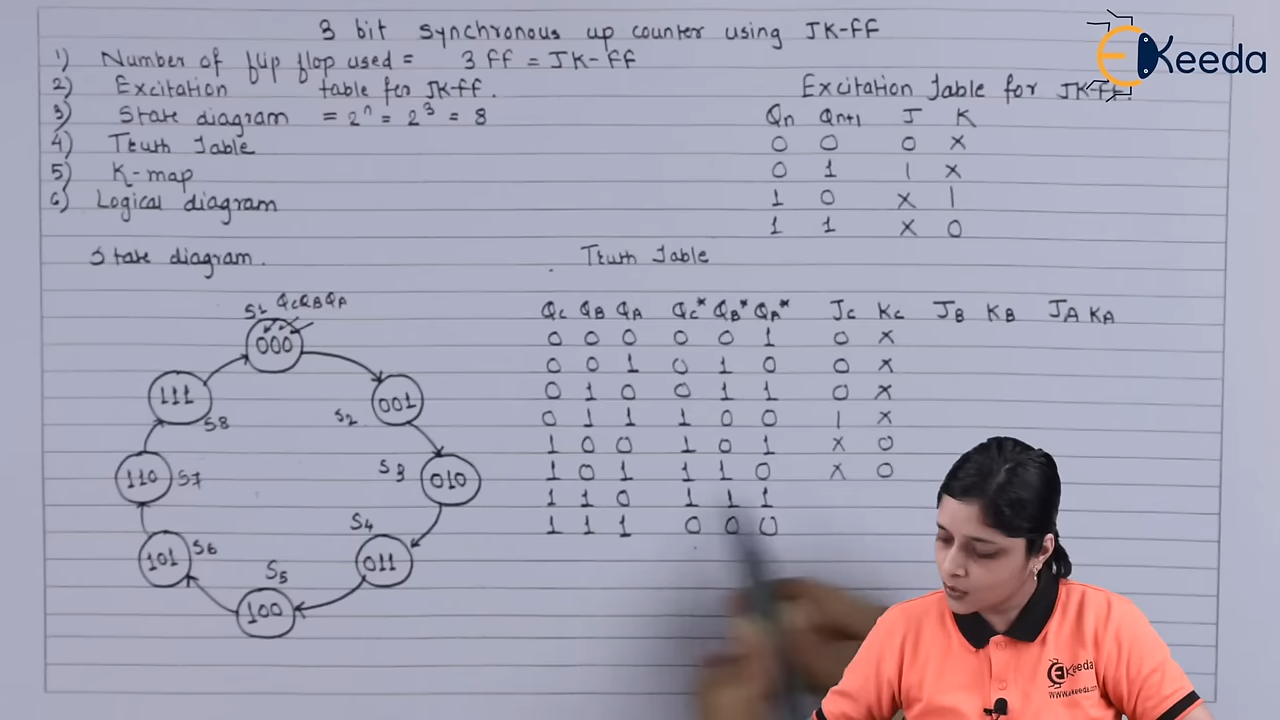 3 bit synchronous up counter using JK-FF
Keeda
1) Number of flip flop used = 3 FF = JK-FF
2) Excitation table for JK-FF.
Excitation Table for JK-FF.
3) State diagram = 2ⁿ = 2³ = 8
4) Truth Table
5) K-map
6) Logical diagram
Qn Qn+1 J K
0 0 0 x
0 1 1 x
1 0 x 1
1 1 x 0
State diagram.
Truth Table
S1 QCQBQA
000
001
S2
010
S3
011
S4
100
S5
101
S6
110
S7
111
S8
QC QB QA QC* QB* QA* JC KC JB KB JA KA
0 0 0 0 0 1 0 x
0 0 1 0 1 0 0 x
0 1 0 0 1 1 0 x
0 1 1 1 0 0 1 x
1 0 0 1 0 1 x 0
1 0 1 1 1 0 x 0
1 1 0 1 1 1
1 1 1 0 0 0
Keeda
www.ekeeda.com